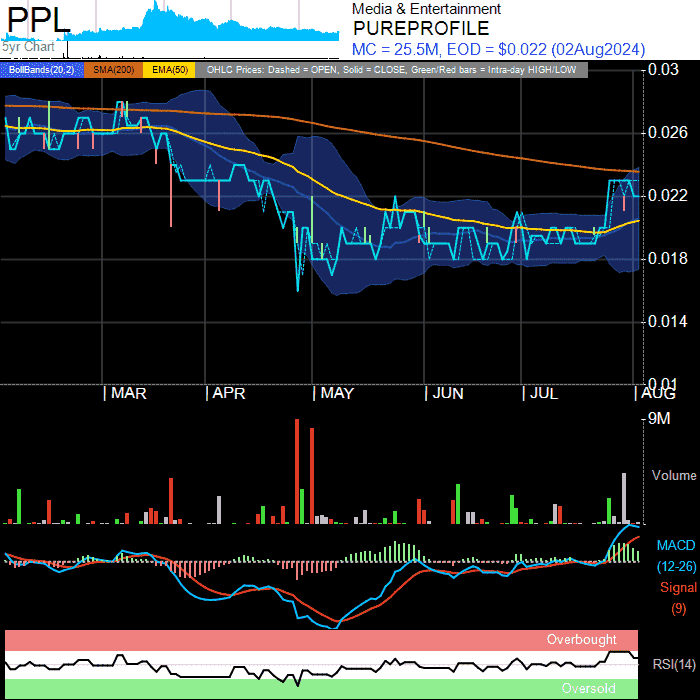 PPL
5yr Chart
Media & Entertainment
PUREPROFILE
MC = 25.5M, EOD = $0.022 (02Aug2024)
BollBands(20,2) SMA(200) EMA(50) OHLC Prices: Dashed = OPEN, Solid = CLOSE, Green/Red bars = Intra-day HIGH/LOW
0.03
0.026
0.022
0.018
0.014
0.01
MAR APR MAY JUN JUL AUG
9M
Volume
MACD
(12-26)
Signal
(9)
Overbought
RSI(14)
Oversold